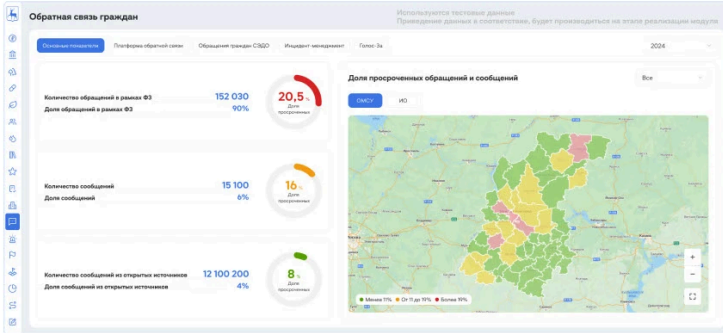 Обратная связь граждан
Используются тестовые данные
Приведение данных в соответствие, будет производиться на этапе реализации модуля
Основные показатели
Платформа обратной связи
Обращения граждан СЭДО
Инцидент-менеджмент
Голос-За
2024
Количество обращений в рамках ФЗ 152 030
Доля обращений в рамках ФЗ 90%
20,5 %
Доля
просроченных
Количество сообщений 15 100
Доля сообщений 6%
16 %
Доля
просроченных
Количество сообщений из открытых источников 12 100 200
Доля сообщений из открытых источников 4%
8 %
Доля
просроченных
Доля просроченных обращений и сообщений
Все
ОМСУ
ИО
Менее 11% От 11 до 19% Более 19%